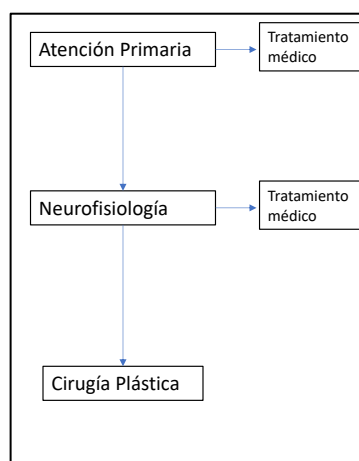 Atención Primaria
Tratamiento
médico
Neurofisiología
Tratamiento
médico
Cirugía Plástica